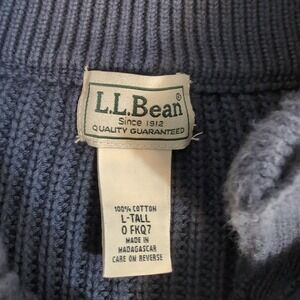 L.L.Bean®
Since 1912
QUALITY GUARANTEED
100% COTTON
L-TALL
0 FKQ7
MADE IN
MADAGASCAR
CARE ON REVERSE